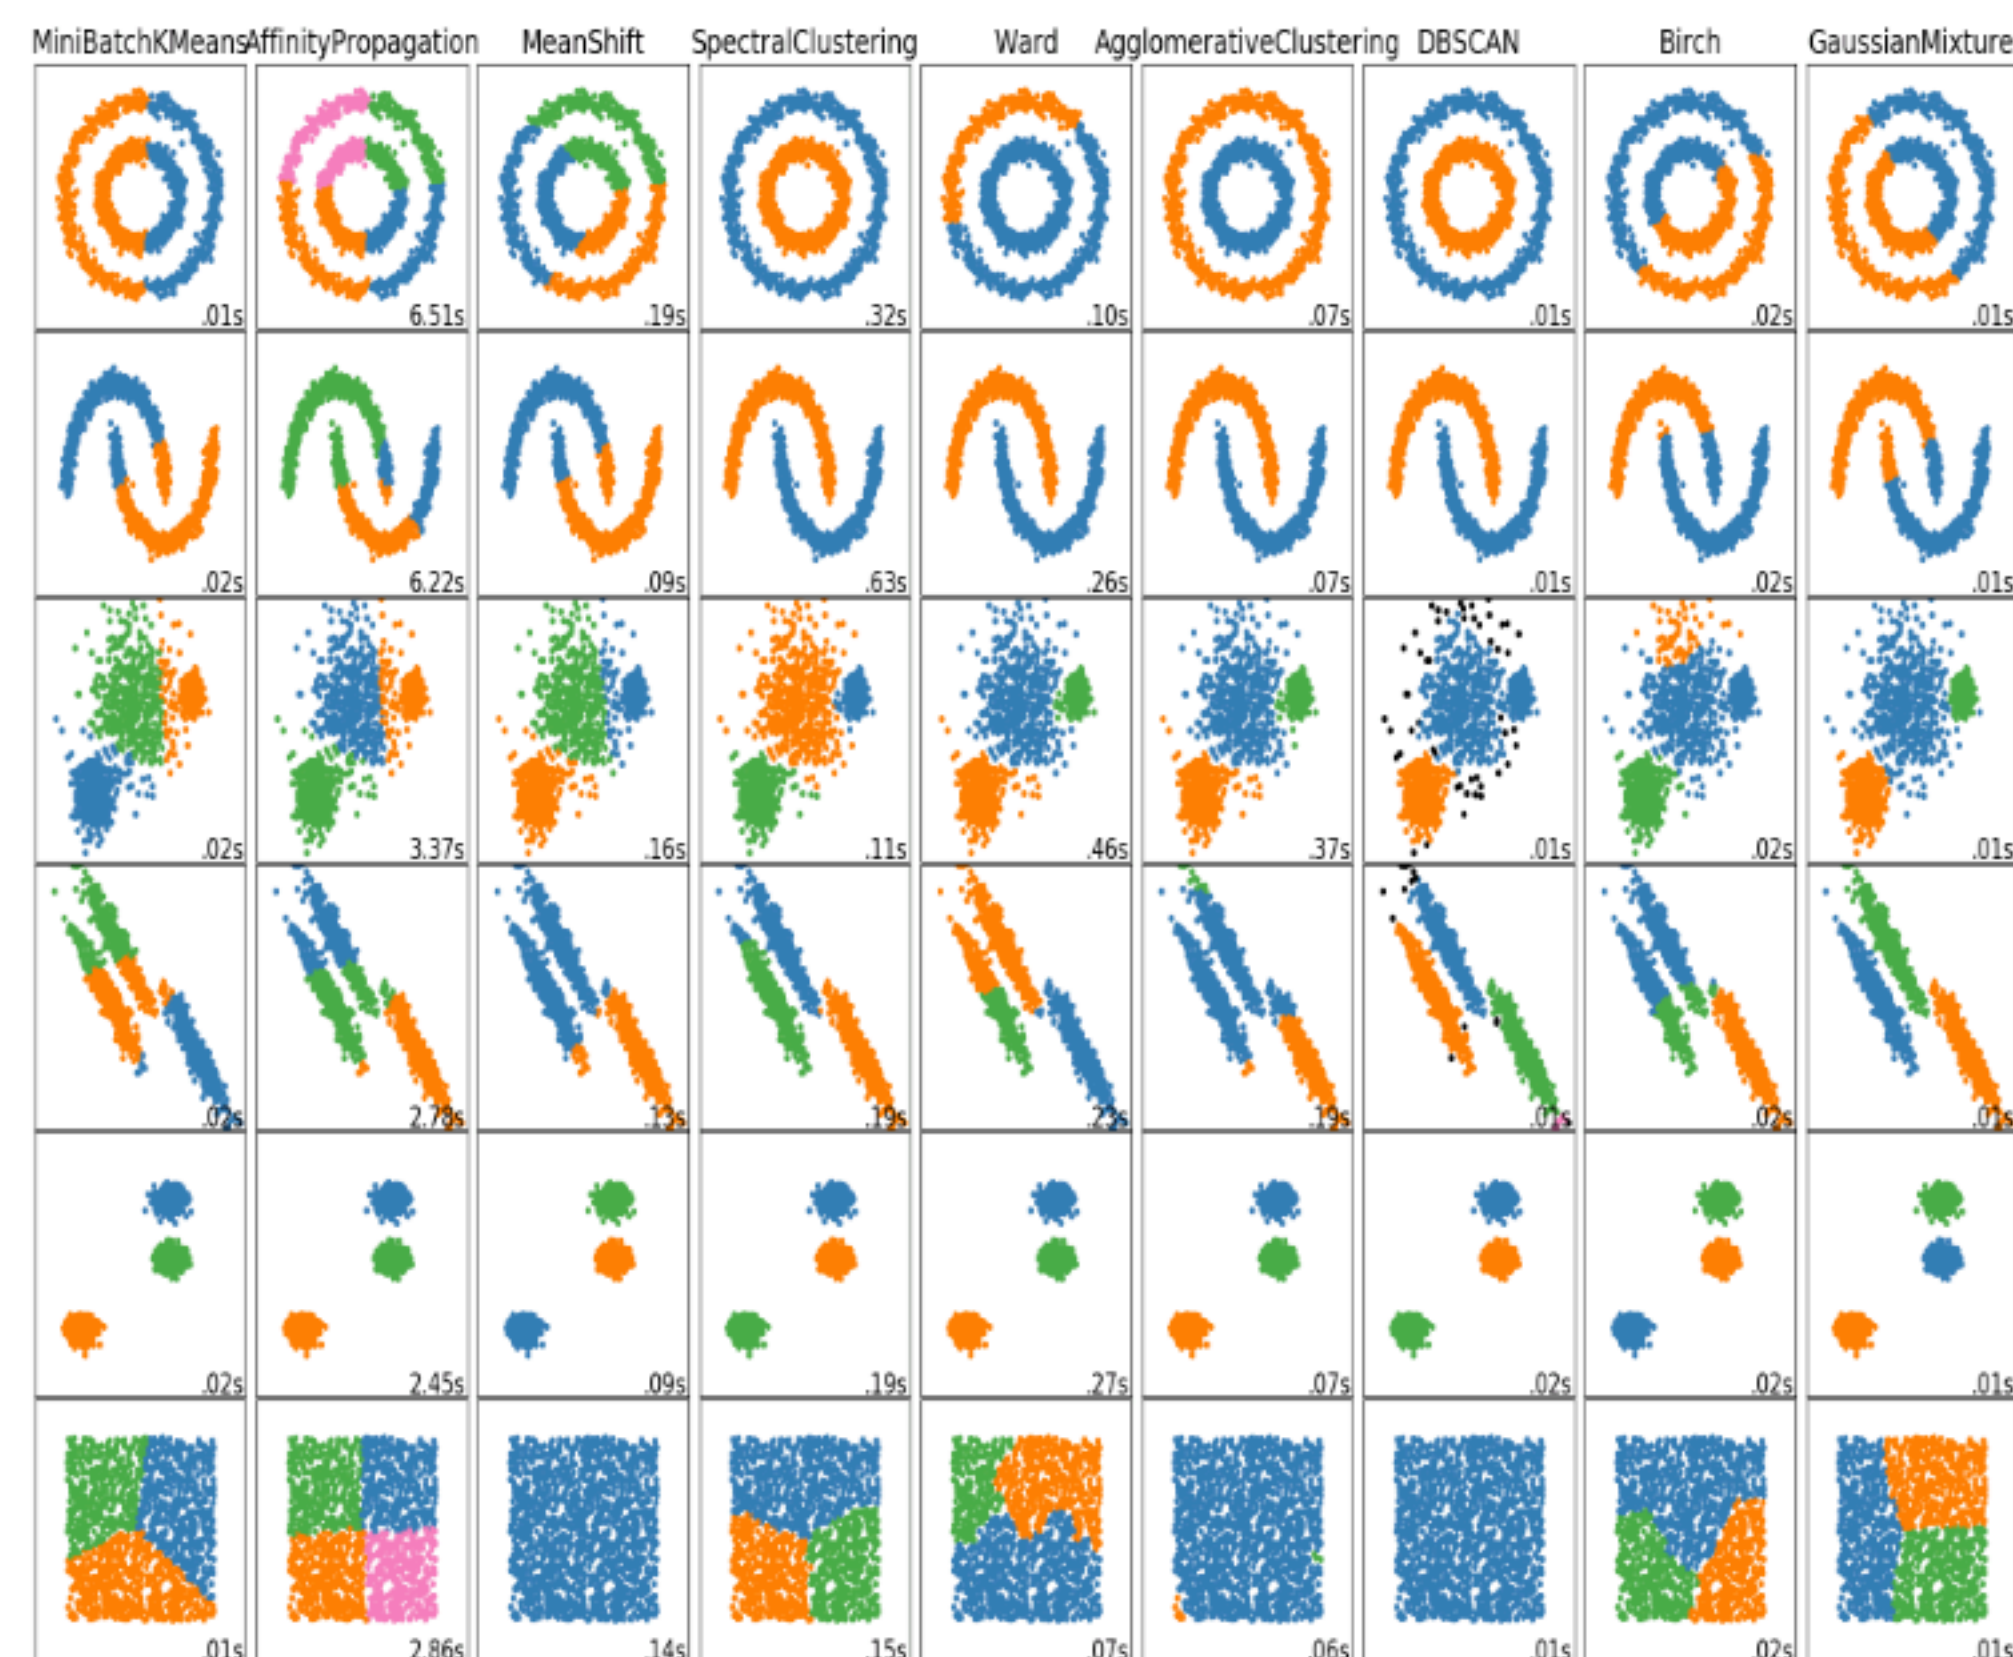 MiniBatchKMeans AffinityPropagation MeanShift SpectralClustering Ward AgglomerativeClustering DBSCAN Birch GaussianMixture
.01s 6.51s .19s .32s .10s .07s .01s .02s .01s
.02s 6.22s .09s .63s .26s .07s .01s .02s .01s
.02s 3.37s .16s .11s .46s .37s .01s .02s .01s
.02s 2.78s .13s .19s .23s .19s .01s .02s .01s
.02s 2.45s .09s .19s .27s .07s .02s .02s .01s
.01s 2.86s .14s .15s .07s .06s .01s .02s .01s